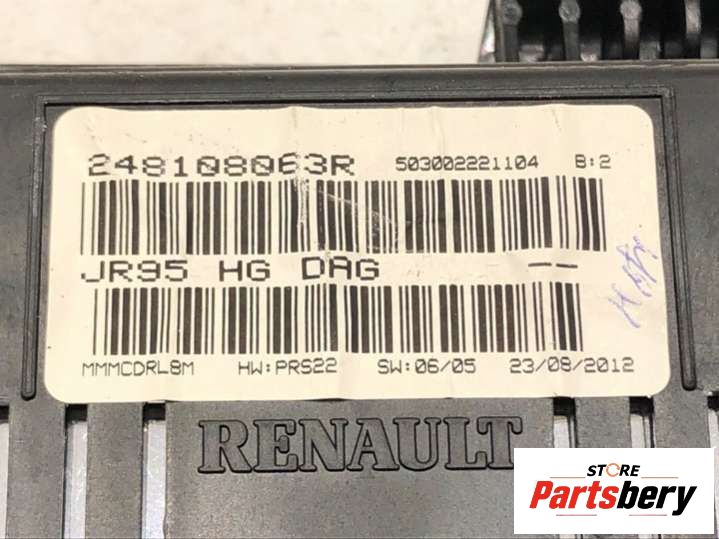 248108063R 503002221104 B:2
JR95 HG DAG --
MMMCDRL8M HW:PRS22 SW:06/05 23/08/2012
RENAULT
STORE
Partsbery